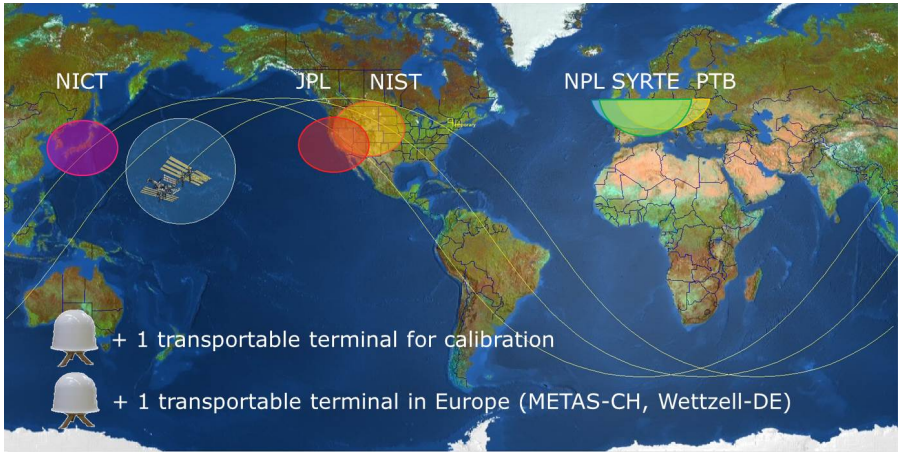 NICT JPL NIST NPL SYRTE PTB
+ 1 transportable terminal for calibration
+ 1 transportable terminal in Europe (METAS-CH, Wettzell-DE)